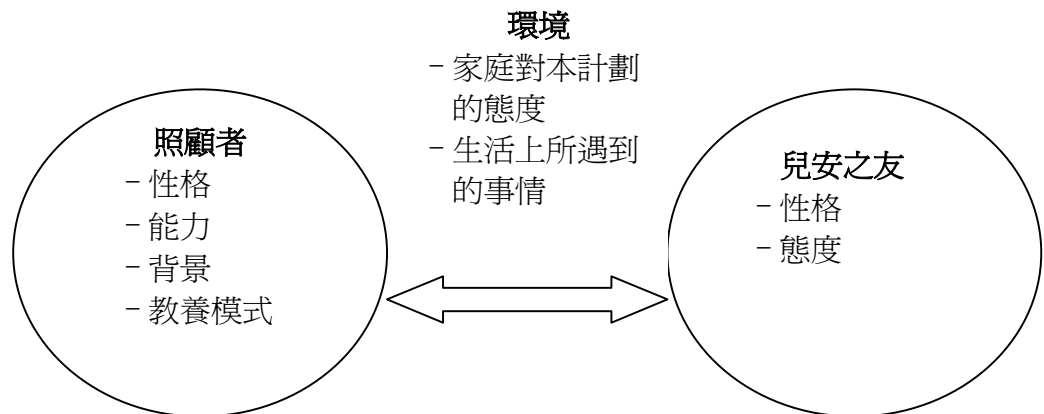 環境
- 家庭對本計劃
的態度
- 生活上所遇到
的事情
照顧者
- 性格
- 能力
- 背景
- 教養模式
兒安之友
- 性格
- 態度